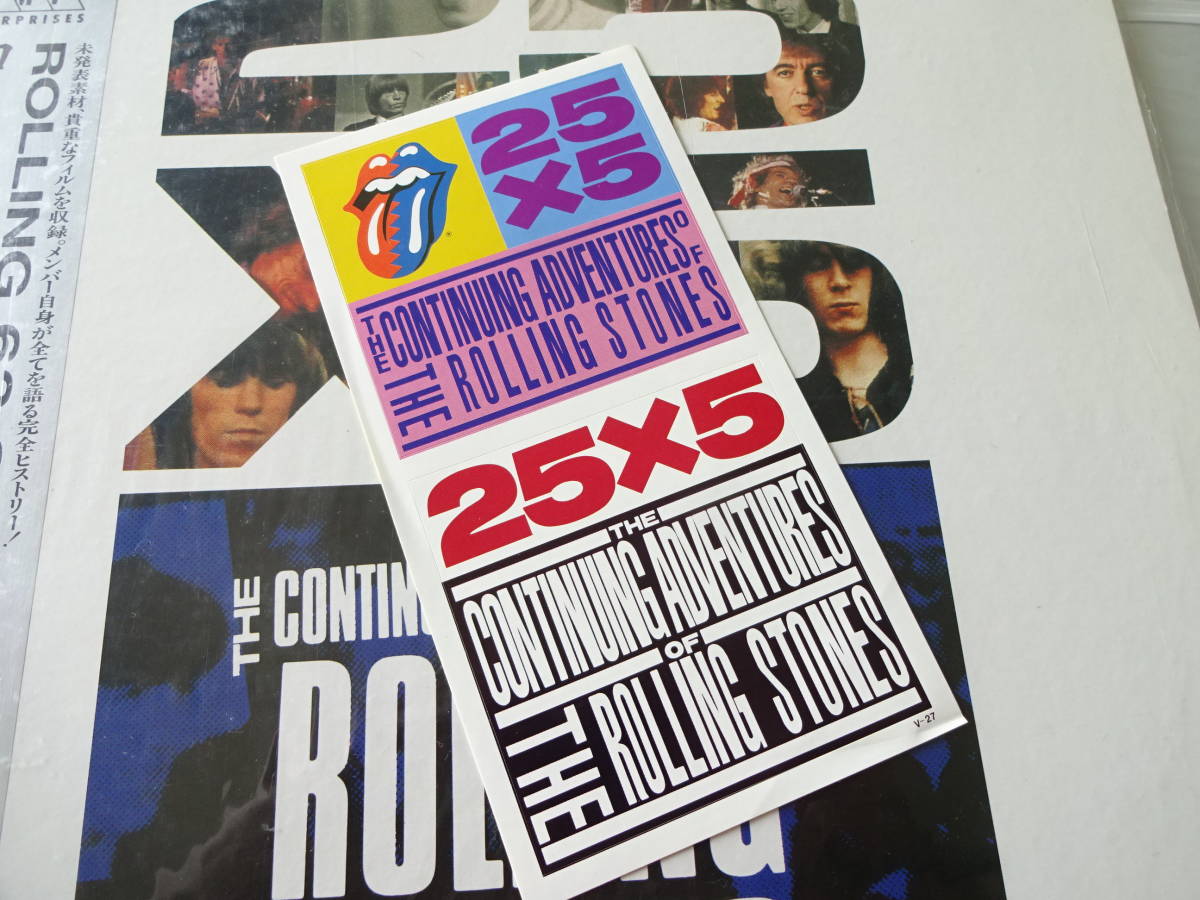 RPRISES
ROLLING
未発表素材、貴重なフィルムを収録。メンバー自身が全てを語る完全ヒストリー!
25
×5
®
THE CONTINUING ADVENTURES OF
THE ROLLING STONES
25×5
THE
CONTINUING ADVENTURES
OF
THE ROLLING STONES
V-27
THE CONTIN
ROLLING